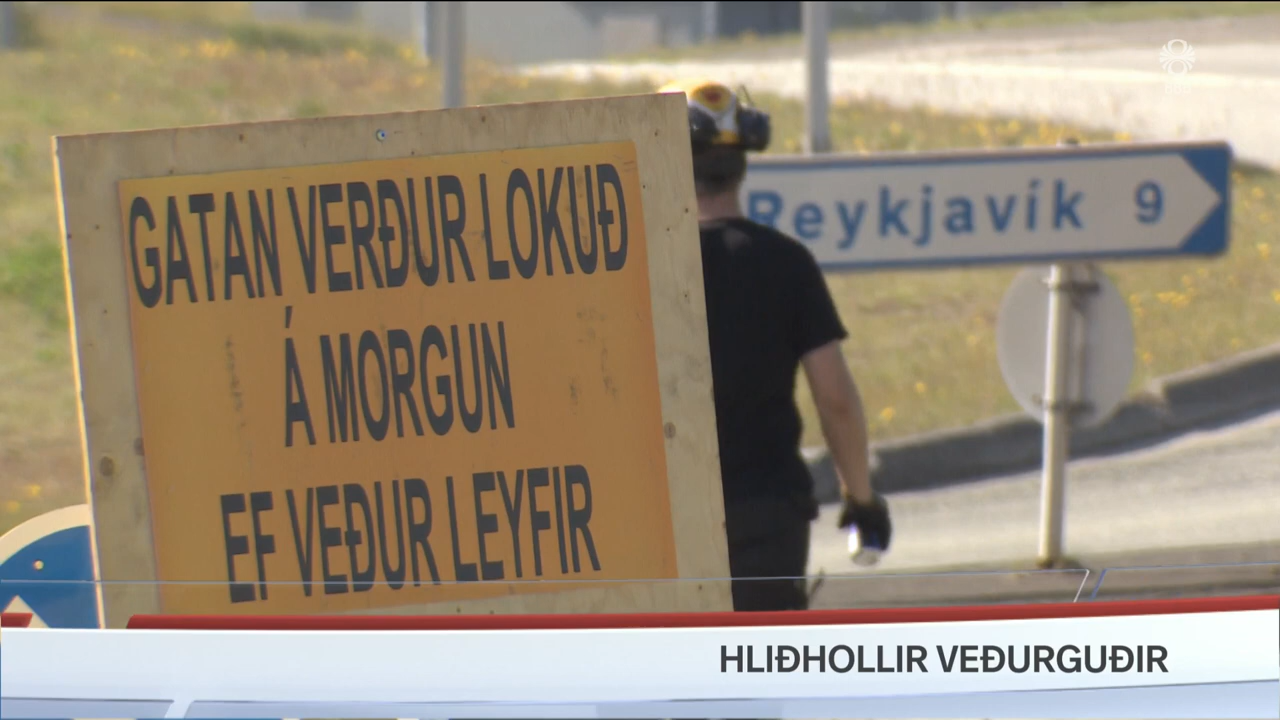 GATAN VERÐUR LOKUÐ
Á MORGUN
EF VEÐUR LEYFIR
Reykjavík 9
HLIÐHOLLIR VEÐURGUÐIR